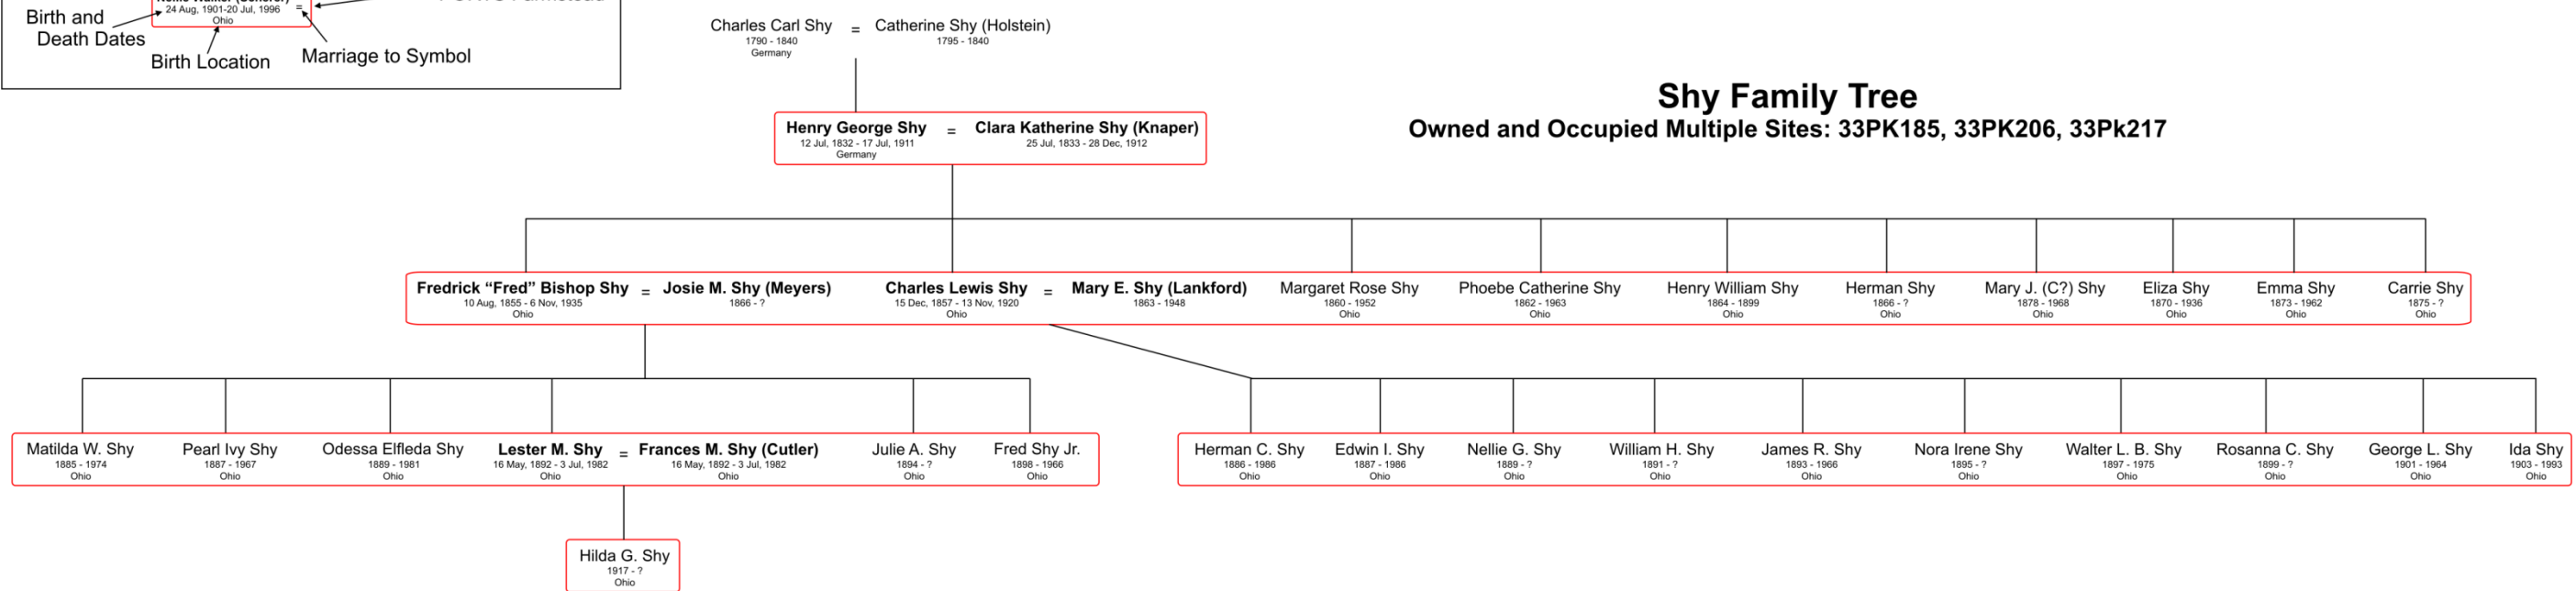 24 Aug, 1901-20 Jul, 1996 =
Ohio
Birth and
Death Dates
Birth Location
Marriage to Symbol
Charles Carl Shy = Catherine Shy (Holstein)
1790 - 1840 1795 - 1840
Germany
Shy Family Tree
Owned and Occupied Multiple Sites: 33PK185, 33PK206, 33Pk217
Henry George Shy = Clara Katherine Shy (Knaper)
12 Jul, 1832 - 17 Jul, 1911 25 Jul, 1833 - 28 Dec, 1912
Germany
Fredrick “Fred” Bishop Shy = Josie M. Shy (Meyers) Charles Lewis Shy = Mary E. Shy (Lankford) Margaret Rose Shy Phoebe Catherine Shy Henry William Shy Herman Shy Mary J. (C?) Shy Eliza Shy Emma Shy Carrie Shy
10 Aug, 1855 - 6 Nov, 1935 1866 - ? 15 Dec, 1857 - 13 Nov, 1920 1863 - 1948 1860 - 1952 1862 - 1963 1864 - 1899 1866 - ? 1878 - 1968 1870 - 1936 1873 - 1962 1875 - ?
Ohio Ohio Ohio Ohio Ohio Ohio Ohio Ohio Ohio Ohio
Matilda W. Shy Pearl Ivy Shy Odessa Elfleda Shy Lester M. Shy = Frances M. Shy (Cutler) Julie A. Shy Fred Shy Jr. Herman C. Shy Edwin I. Shy Nellie G. Shy William H. Shy James R. Shy Nora Irene Shy Walter L. B. Shy Rosanna C. Shy George L. Shy Ida Shy
1885 - 1974 1887 - 1967 1889 - 1981 16 May, 1892 - 3 Jul, 1982 16 May, 1892 - 3 Jul, 1982 1894 - ? 1898 - 1966 1886 - 1986 1887 - 1986 1889 - ? 1891 - ? 1893 - 1966 1895 - ? 1897 - 1975 1899 - ? 1901 - 1964 1903 - 1993
Ohio Ohio Ohio Ohio Ohio Ohio Ohio Ohio Ohio Ohio Ohio Ohio Ohio Ohio Ohio Ohio Ohio
Hilda G. Shy
1917 - ?
Ohio